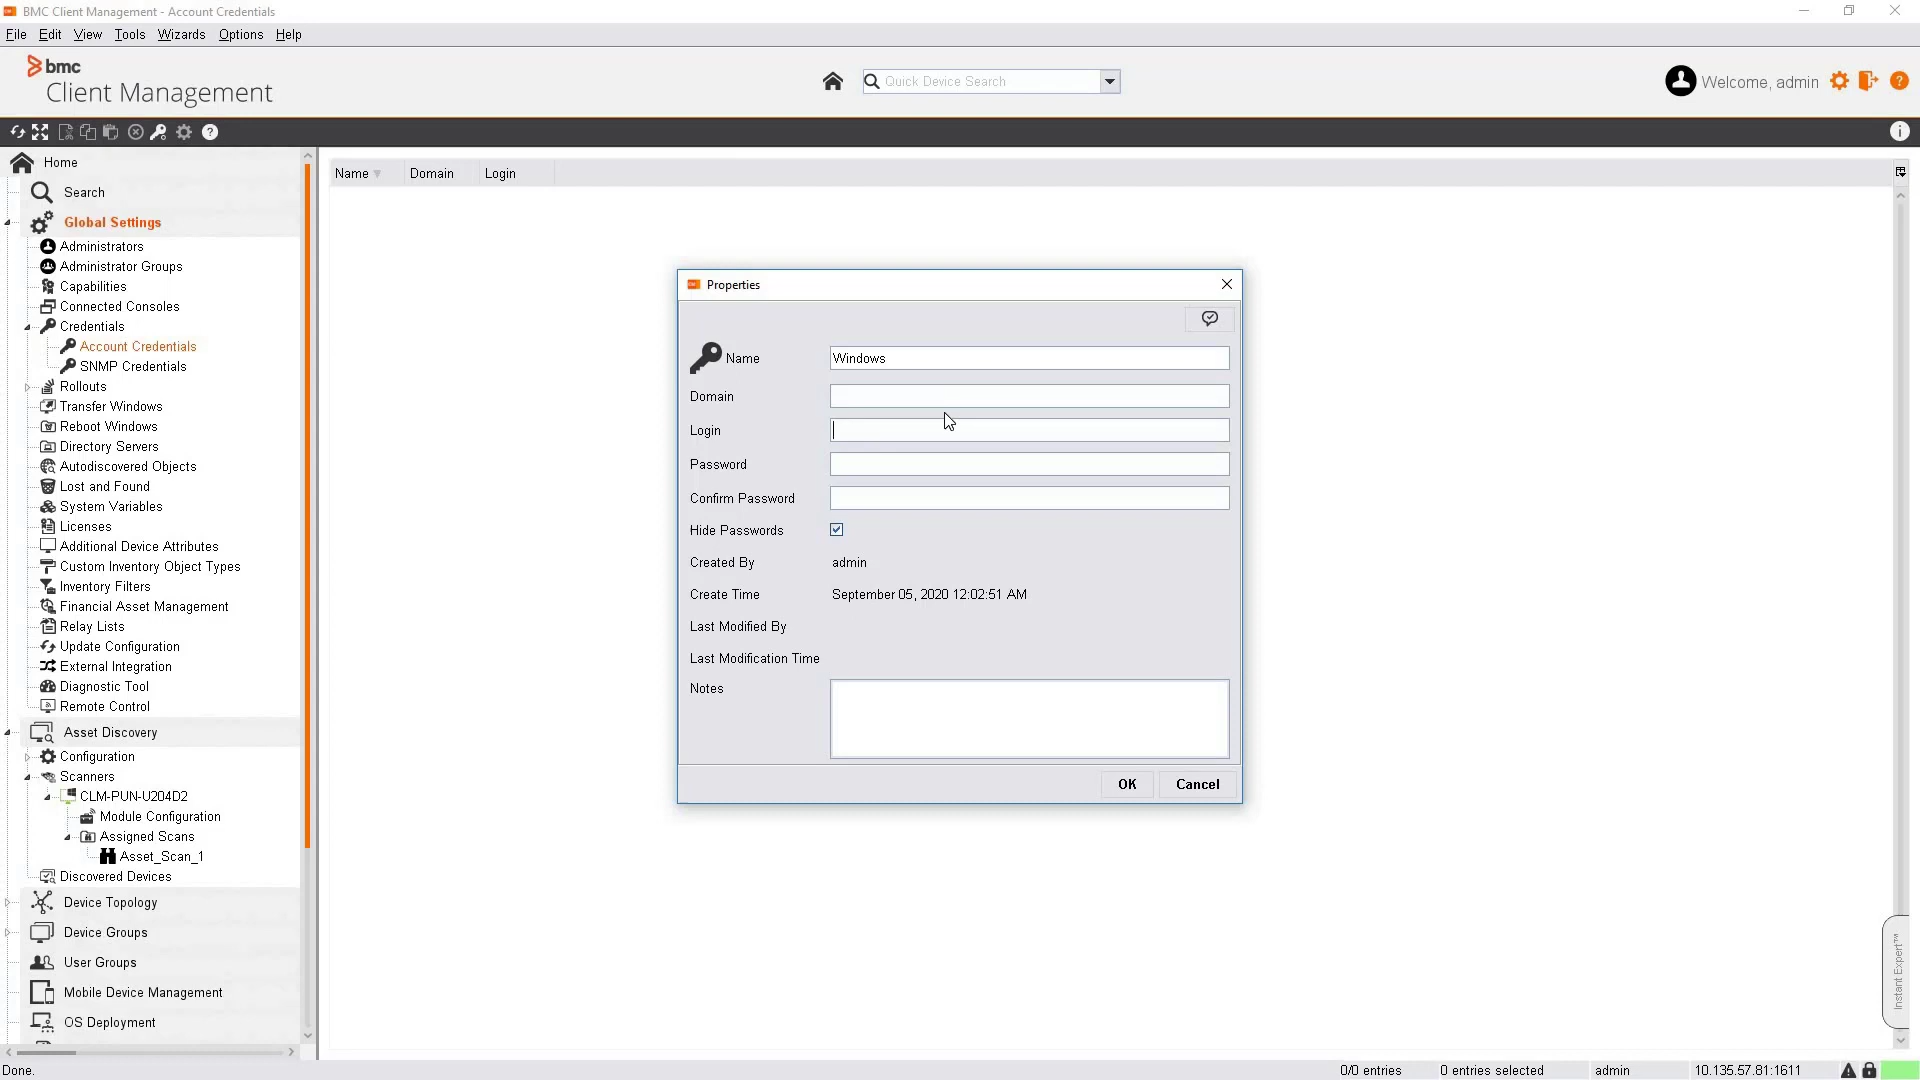 BMC Client Management - Account Credentials
File Edit View Tools Wizards Options Help
bmc
Client Management
Quick Device Search
Welcome, admin
Home
Search
Global Settings
Administrators
Administrator Groups
Capabilities
Connected Consoles
Credentials
Account Credentials
SNMP Credentials
Rollouts
Transfer Windows
Reboot Windows
Directory Servers
Autodiscovered Objects
Lost and Found
System Variables
Licenses
Additional Device Attributes
Custom Inventory Object Types
Inventory Filters
Financial Asset Management
Relay Lists
Update Configuration
External Integration
Diagnostic Tool
Remote Control
Asset Discovery
Configuration
Scanners
CLM-PUN-U204D2
Module Configuration
Assigned Scans
Asset_Scan_1
Discovered Devices
Device Topology
Device Groups
User Groups
Mobile Device Management
OS Deployment
Name Domain Login
Properties
Name Windows
Domain
Login
Password
Confirm Password
Hide Passwords
Created By admin
Create Time September 05, 2020 12:02:51 AM
Last Modified By
Last Modification Time
Notes
OK Cancel
Instant Expert™
Done. 0/0 entries 0 entries selected admin 10.135.57.81:1611